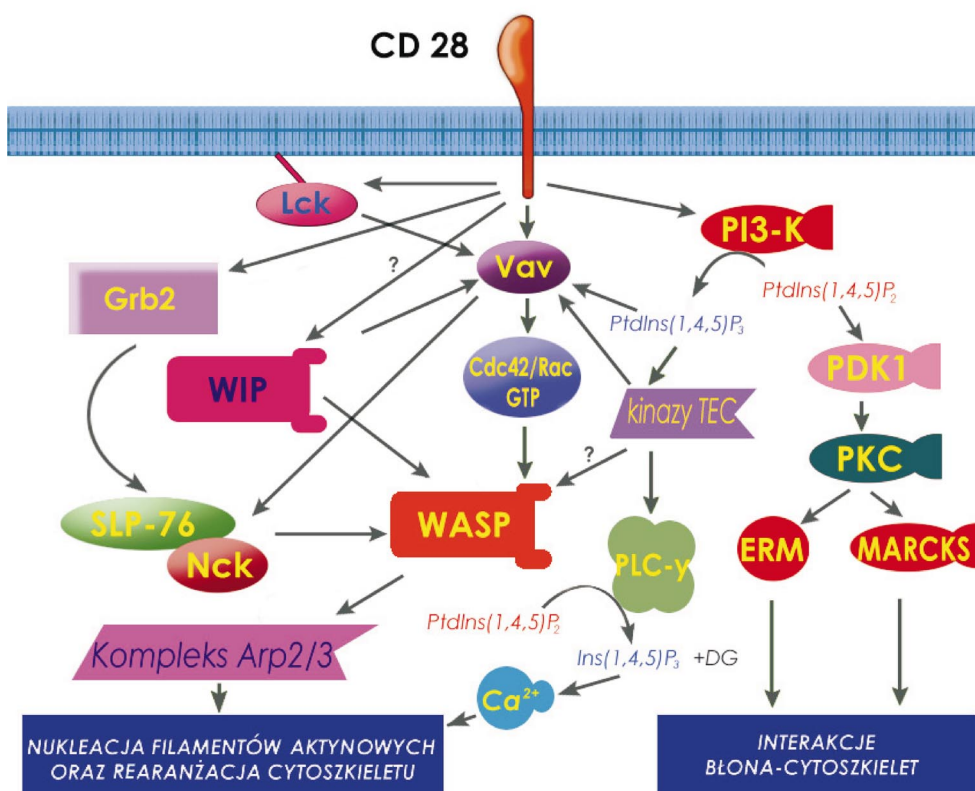 CD 28
Lck
PI3-K
?
Vav
Grb2
PtdIns(1,4,5)P₂
PtdIns(1,4,5)P₃
WIP
Cdc42/Rac
GTP
PDK1
kinazy TEC
PKC
?
SLP-76
WASP
Nck
PLC-y
ERM
MARCKS
PtdIns(1,4,5)P₂
Kompleks Arp2/3
Ins(1,4,5)P₃ +DG
Ca²⁺
NUKLEACJA FILAMENTÓW AKTYNOWYCH
ORAZ REARANŻACJA CYTOSZKIELETU
INTERAKCJE
BŁONA-CYTOSZKIELET